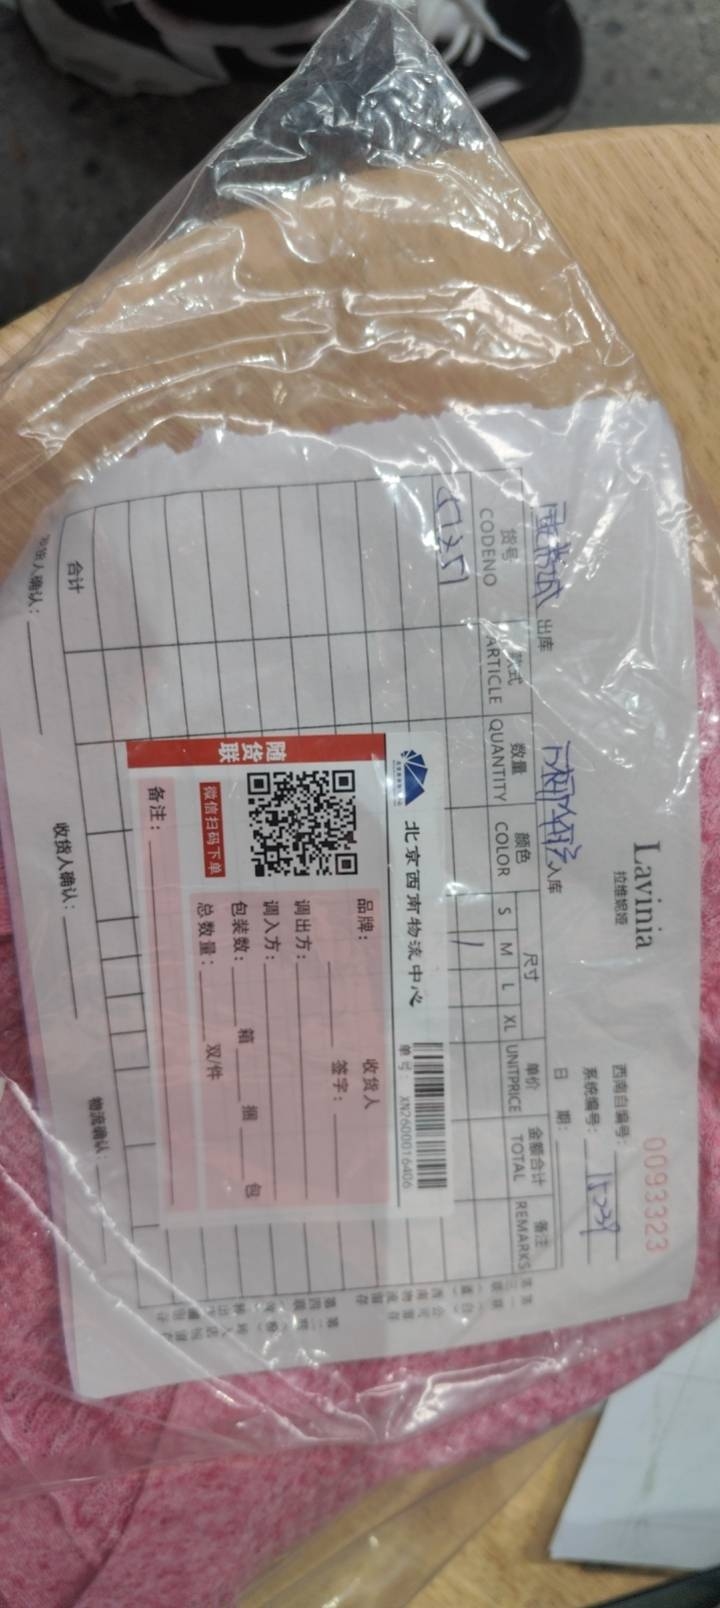 Lavinia
拉维妮娅
0093323
西南自编号:
系统编号: 15239
出库
入库
日 期:
货号 款式 数量 颜色 尺寸 单价 金额合计 备注
CODENO ARTICLE QUANTITY COLOR S M L XL UNITPRICE TOTAL REMARKS
1
合计
收货人确认:
物流确认:
北京西南物流中心
单号 XN2600016406
品牌:
收货人
签字:
调出方:
调入方:
包装数: 箱 捆 包
总数量: 双/件
备注:
随货联
微信扫码下单